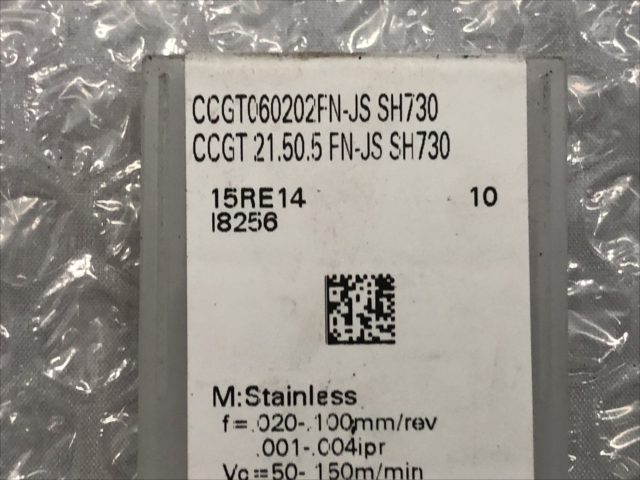 CCGT060202FN-JS SH730
CCGT 21.50.5 FN-JS SH730
15RE14 10
I8256
M:Stainless
f=.020-.100mm/rev
.001-.004ipr
Vc=50- 150m/min